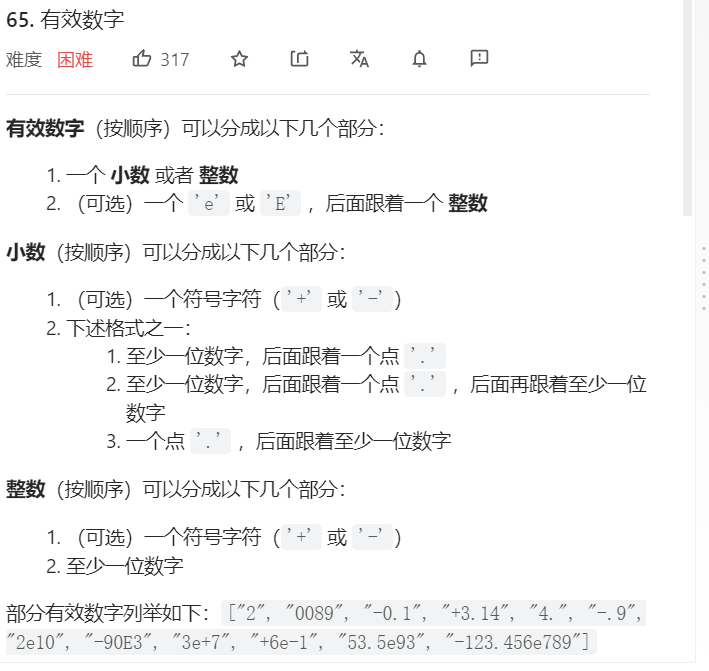 65. 有效数字
难度 困难 317
有效数字（按顺序）可以分成以下几个部分：
1. 一个 小数 或者 整数
2. （可选）一个 'e' 或 'E' ，后面跟着一个 整数
小数（按顺序）可以分成以下几个部分：
1. （可选）一个符号字符（'+' 或 '-'）
2. 下述格式之一：
1. 至少一位数字，后面跟着一个点 '.'
2. 至少一位数字，后面跟着一个点 '.' ，后面再跟着至少一位
数字
3. 一个点 '.' ，后面跟着至少一位数字
整数（按顺序）可以分成以下几个部分：
1. （可选）一个符号字符（'+' 或 '-'）
2. 至少一位数字
部分有效数字列举如下：["2", "0089", "-0.1", "+3.14", "4.", "-.9",
"2e10", "-90E3", "3e+7", "+6e-1", "53.5e93", "-123.456e789"]